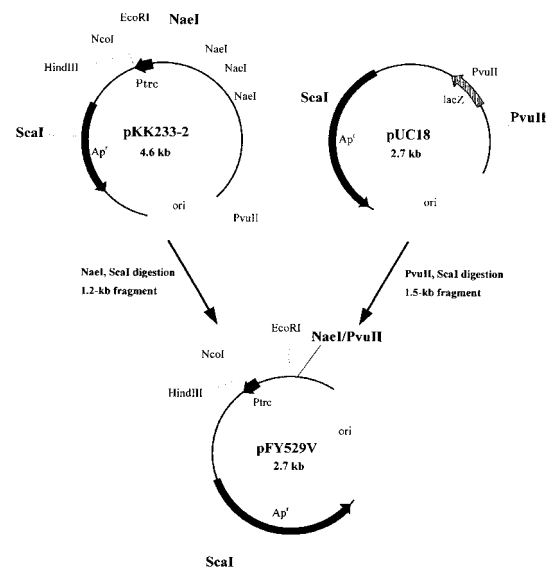 EcoRI
NaeI
NcoI
NaeI
HindIII
NaeI
Ptrc
NaeI
ScaI
pKK233-2
Apr
4.6 kb
ori
PvuII
PvuII
ScaI
lacZ
PvuII
pUC18
Apr
2.7 kb
ori
NaeI, ScaI digestion
1.2-kb fragment
PvuII, ScaI digestion
1.5-kb fragment
EcoRI
NaeI/PvuII
NcoI
HindIII
Ptrc
ori
pFY529V
2.7 kb
Apr
ScaI